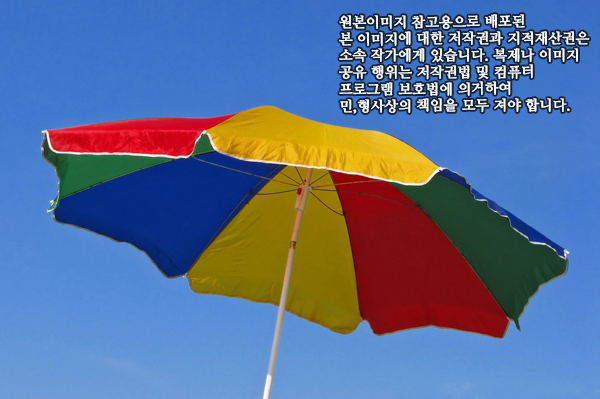 원본이미지 참고용으로 배포된
본 이미지에 대한 저작권과 지적재산권은
소속 작가에게 있습니다. 복제나 이미지
공유 행위는 저작권법 및 컴퓨터
프로그램 보호법에 의거하여
민,형사상의 책임을 모두 져야 합니다.